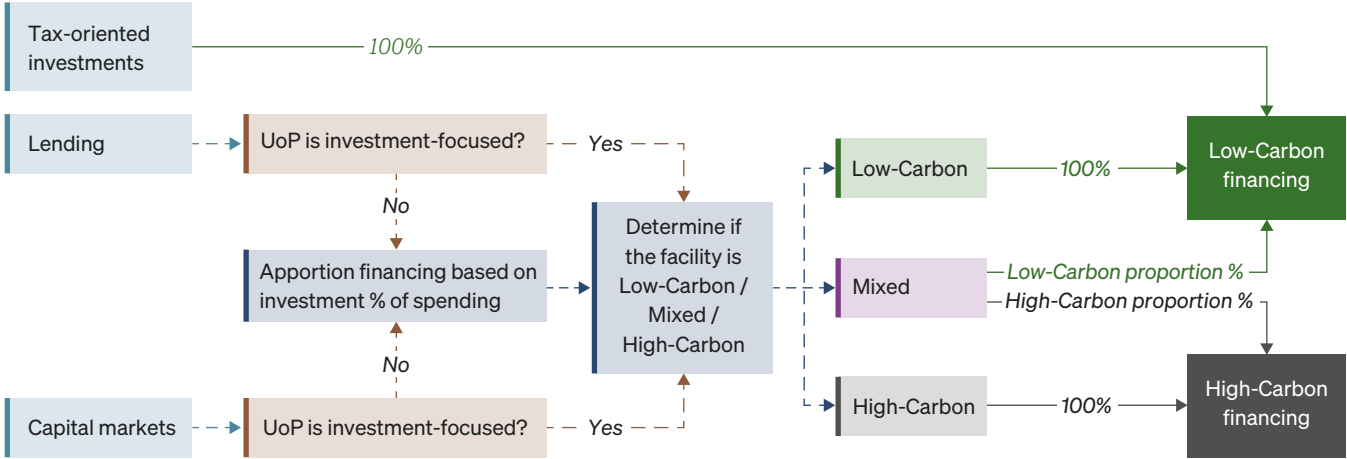 Tax-oriented
investments
100%
Lending
UoP is investment-focused?
Yes
No
Apportion financing based on
investment % of spending
No
Capital markets
UoP is investment-focused?
Yes
Determine if
the facility is
Low-Carbon /
Mixed /
High-Carbon
Low-Carbon
100%
Low-Carbon
financing
Mixed
Low-Carbon proportion %
High-Carbon proportion %
High-Carbon
100%
High-Carbon
financing